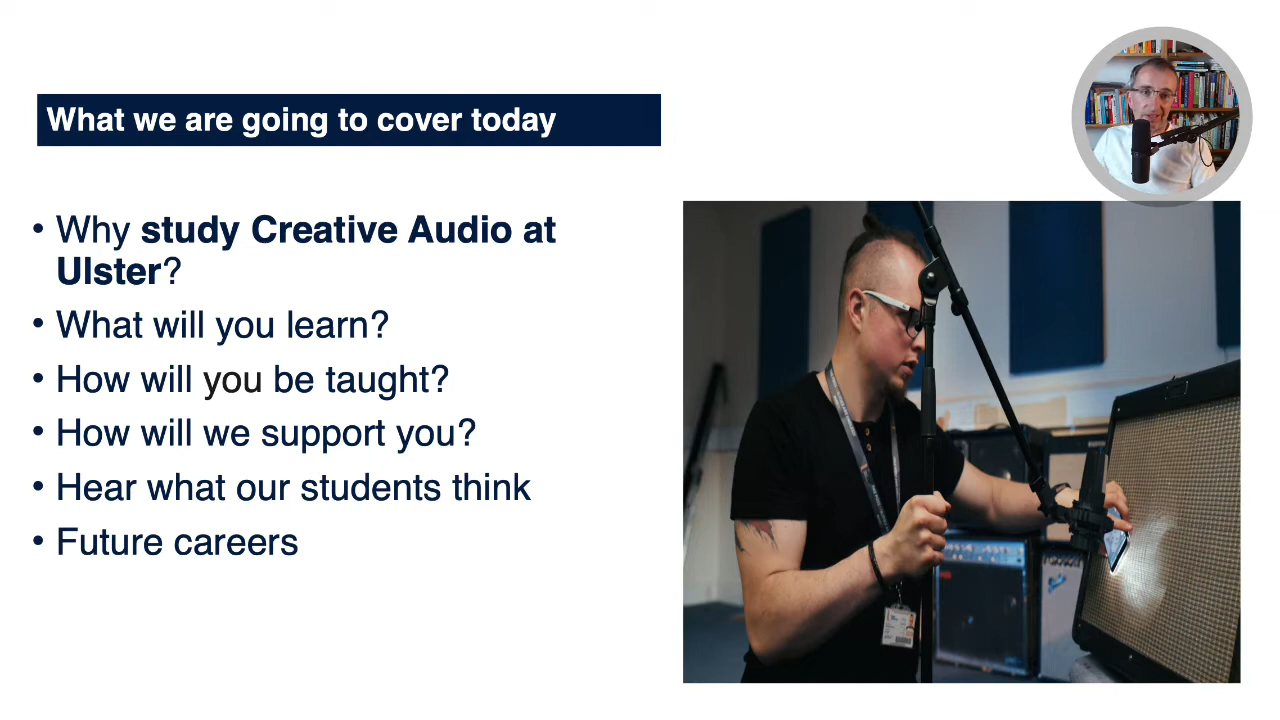 What we are going to cover today
• Why study Creative Audio at
Ulster?
• What will you learn?
• How will you be taught?
• How will we support you?
• Hear what our students think
• Future careers